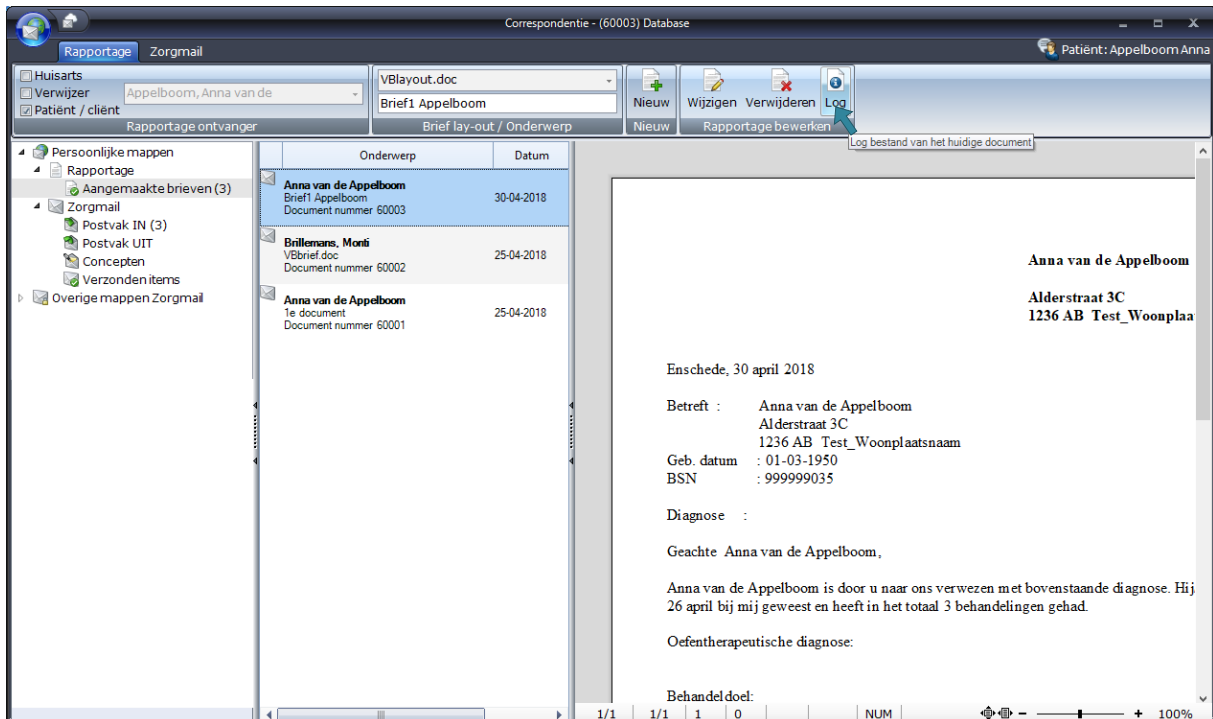 Correspondentie - (60003) Database
Rapportage
Zorgmail
Patiënt: Appelboom Anna
Huisarts
Verwijzer
Patiënt / cliënt
Appelboom, Anna van de
Rapportage ontvanger
VBlayout.doc
Brief1 Appelboom
Brief lay-out / Onderwerp
Nieuw
Nieuw
Wijzigen
Verwijderen
Log
Rapportage bewerken
Log bestand van het huidige document
Persoonlijke mappen
Rapportage
Aangemaakte brieven (3)
Zorgmail
Postvak IN (3)
Postvak UIT
Concepten
Verzonden items
Overige mappen Zorgmail
Onderwerp
Datum
Anna van de Appelboom
Brief1 Appelboom
30-04-2018
Document nummer 60003
Brillemans, Monti
VBbrief.doc
25-04-2018
Document nummer 60002
Anna van de Appelboom
1e document
25-04-2018
Document nummer 60001
Anna van de Appelboom
Alderstraat 3C
1236 AB Test_Woonplaa
Enschede, 30 april 2018
Betreft : Anna van de Appelboom
Alderstraat 3C
1236 AB Test_Woonplaatsnaam
Geb. datum : 01-03-1950
BSN : 999999035
Diagnose :
Geachte Anna van de Appelboom,
Anna van de Appelboom is door u naar ons verwezen met bovenstaande diagnose. Hij
26 april bij mij geweest en heeft in het totaal 3 behandelingen gehad.
Oefentherapeutische diagnose:
Behandeldoel:
1/1 1/1 1 0 NUM 100%